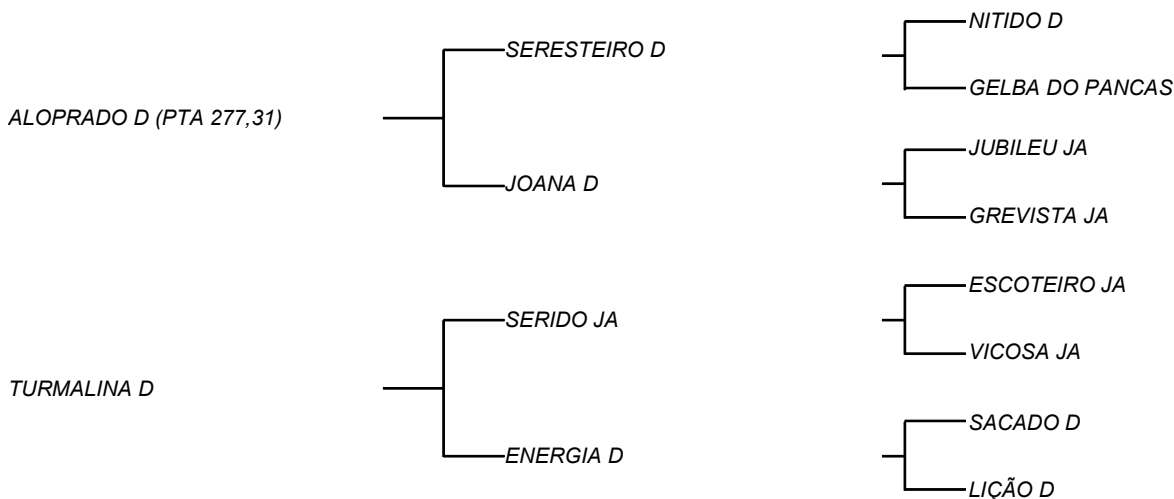 NITIDO D
SERESTEIRO D
GELBA DO PANCAS
ALOPRADO D (PTA 277,31)
JUBILEU JA
JOANA D
GREVISTA JA
ESCOTEIRO JA
SERIDO JA
VICOSA JA
TURMALINA D
SACADO D
ENERGIA D
LIÇÃO D